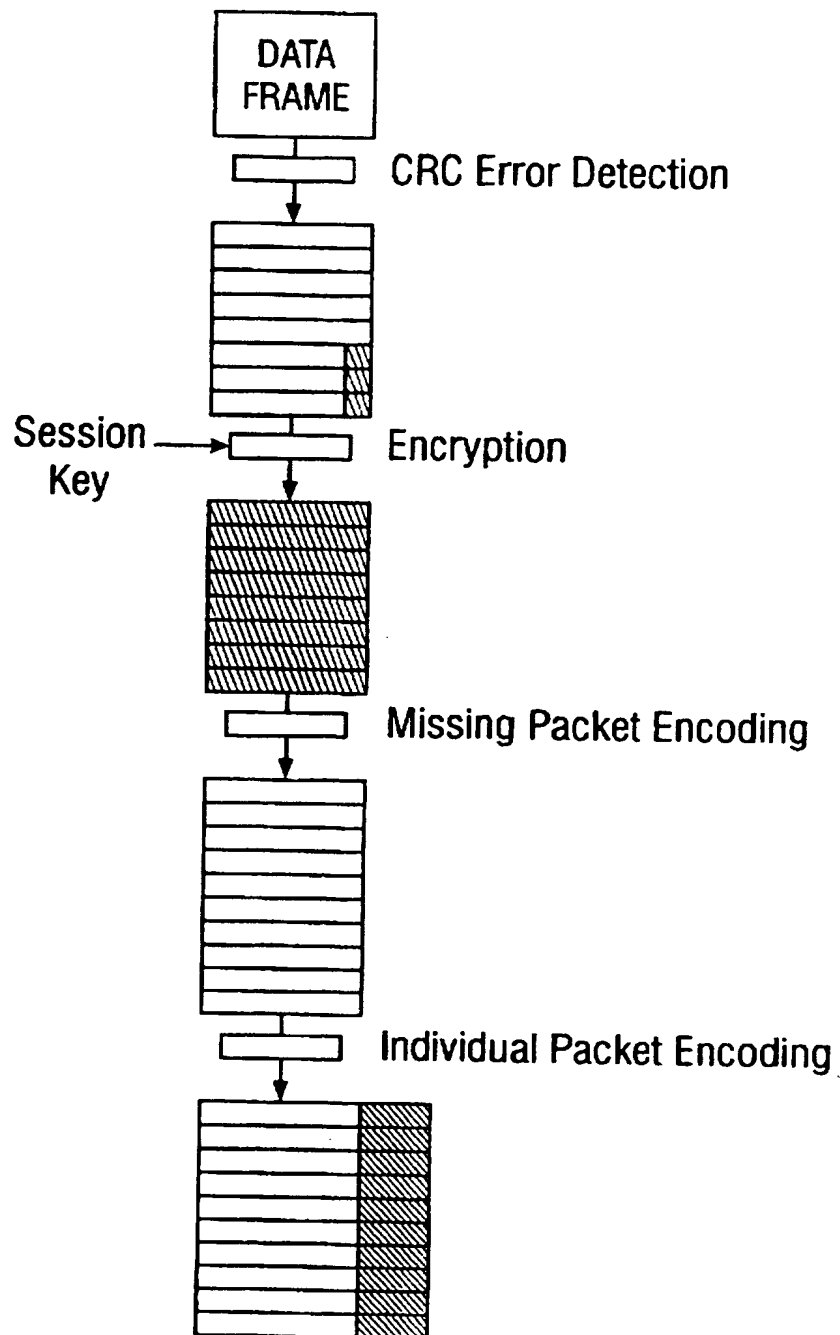 DATA
FRAME
CRC Error Detection
Session
Key
Encryption
Missing Packet Encoding
Individual Packet Encoding